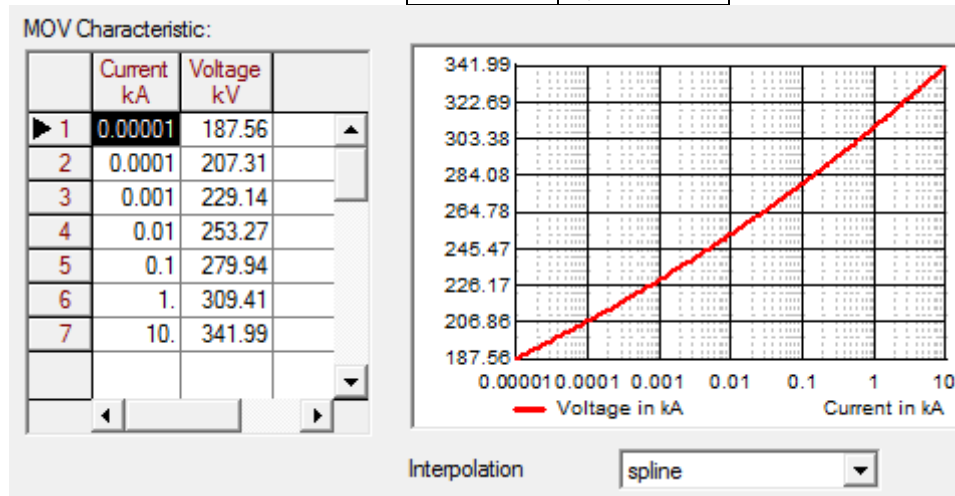 MOV Characteristic:
Current kA Voltage kV
1 0.00001 187.56
2 0.0001 207.31
3 0.001 229.14
4 0.01 253.27
5 0.1 279.94
6 1. 309.41
7 10. 341.99
341.99
322.69
303.38
284.08
264.78
245.47
226.17
206.86
187.56
0.00001 0.0001 0.001 0.01 0.1 1 10
Voltage in kA Current in kA
Interpolation spline